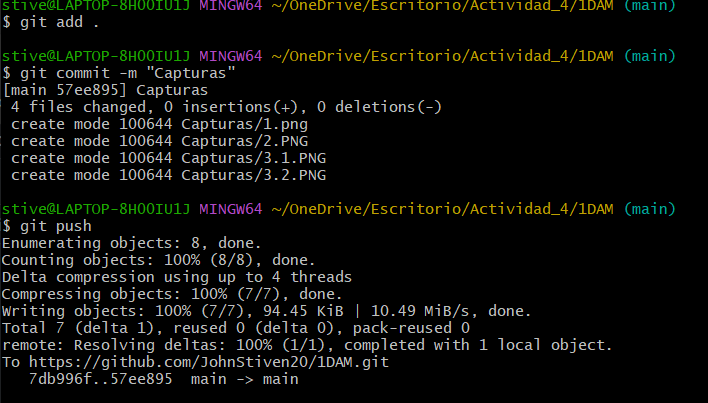 stive@LAPTOP-8H00IU1J MINGW64 ~/OneDrive/Escritorio/Actividad_4/1DAM (main)
$ git add .
stive@LAPTOP-8H00IU1J MINGW64 ~/OneDrive/Escritorio/Actividad_4/1DAM (main)
$ git commit -m "Capturas"
[main 57ee895] Capturas
 4 files changed, 0 insertions(+), 0 deletions(-)
 create mode 100644 Capturas/1.png
 create mode 100644 Capturas/2.PNG
 create mode 100644 Capturas/3.1.PNG
 create mode 100644 Capturas/3.2.PNG
stive@LAPTOP-8H00IU1J MINGW64 ~/OneDrive/Escritorio/Actividad_4/1DAM (main)
$ git push
Enumerating objects: 8, done.
Counting objects: 100% (8/8), done.
Delta compression using up to 4 threads
Compressing objects: 100% (7/7), done.
Writing objects: 100% (7/7), 94.45 KiB | 10.49 MiB/s, done.
Total 7 (delta 1), reused 0 (delta 0), pack-reused 0
remote: Resolving deltas: 100% (1/1), completed with 1 local object.
To https://github.com/JohnStiven20/1DAM.git
   7db996f..57ee895  main -> main